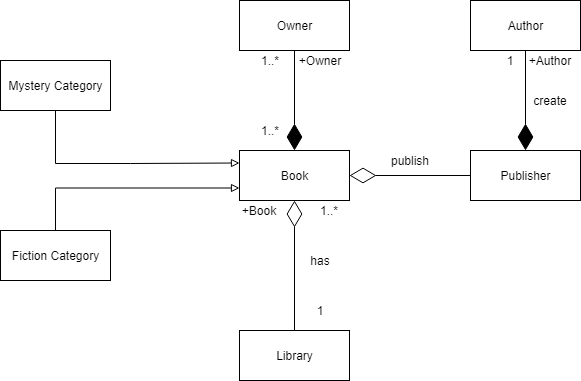 Owner
Author
1..*
+Owner
1
+Author
Mystery Category
create
1..*
publish
Book
Publisher
+Book
1..*
Fiction Category
has
1
Library